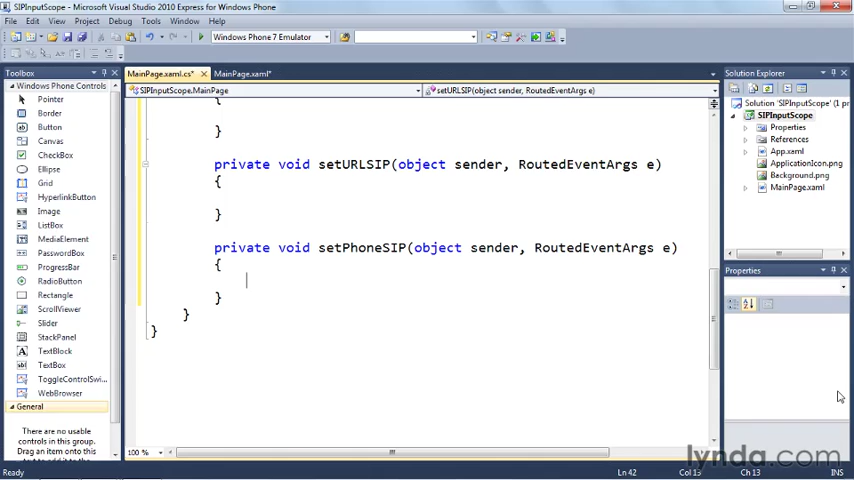 SIPInputScope - Microsoft Visual Studio 2010 Express for Windows Phone
File Edit View Project Debug Tools Window Help
Windows Phone 7 Emulator
Toolbox
Windows Phone Controls
Pointer
Border
Button
Canvas
CheckBox
Ellipse
Grid
HyperlinkButton
Image
ListBox
MediaElement
PasswordBox
ProgressBar
RadioButton
Rectangle
ScrollViewer
Slider
StackPanel
TextBlock
TextBox
ToggleControlSwi...
WebBrowser
General
There are no usable
controls in this group.
Drag an item onto this
MainPage.xaml.cs* MainPage.xaml*
SIPInputScope.MainPage setURLSIP(object sender, RoutedEventArgs e)
{
}
private void setURLSIP(object sender, RoutedEventArgs e)
{
}
private void setPhoneSIP(object sender, RoutedEventArgs e)
{
}
}
}
100 %
Solution Explorer
Solution 'SIPInputScope' (1 pro
SIPInputScope
Properties
References
App.xaml
ApplicationIcon.png
Background.png
MainPage.xaml
Properties
lynda.com
Ready Ln 42 Col 13 Ch 13 INS